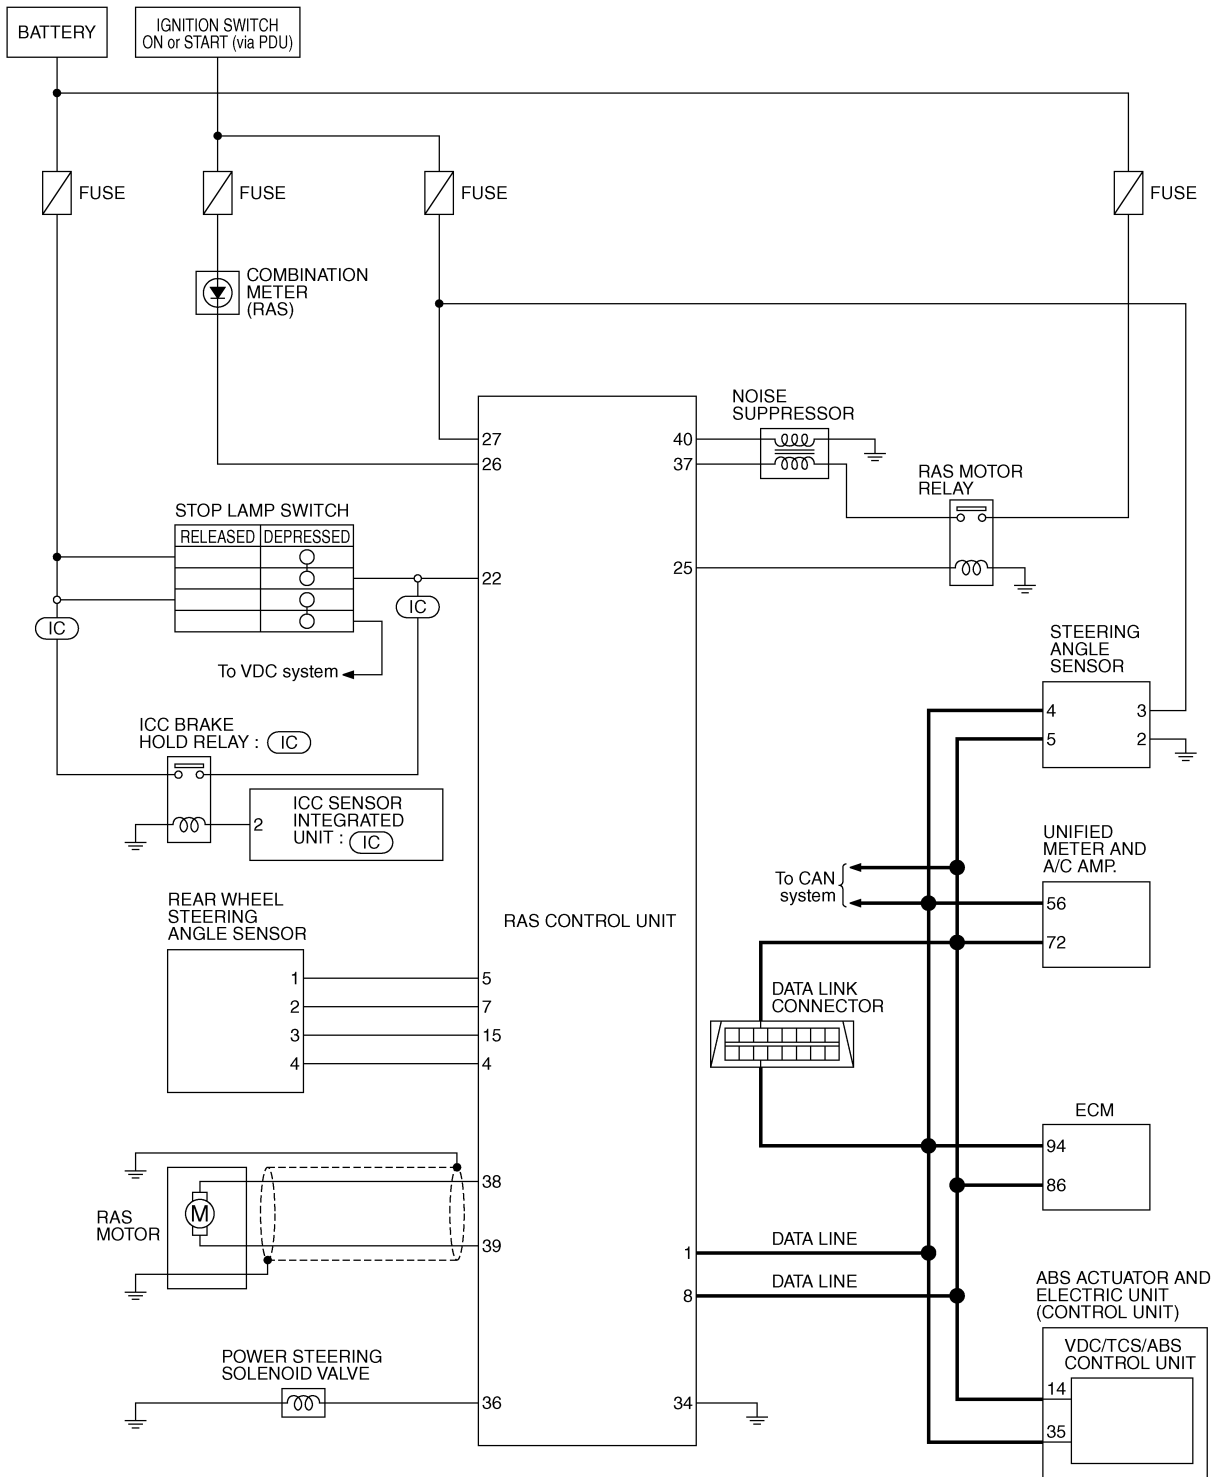 BATTERY
IGNITION SWITCH
ON or START (via PDU)
FUSE
FUSE
FUSE
FUSE
COMBINATION
METER
(RAS)
NOISE
SUPPRESSOR
27
26
40
37
RAS MOTOR
RELAY
STOP LAMP SWITCH
RELEASED
DEPRESSED
22
25
IC
IC
To VDC system
STEERING
ANGLE
SENSOR
4
3
5
2
ICC BRAKE
HOLD RELAY :
IC
ICC SENSOR
INTEGRATED
UNIT :
IC
2
UNIFIED
METER AND
A/C AMP.
To CAN
system
56
72
REAR WHEEL
STEERING
ANGLE SENSOR
RAS CONTROL UNIT
1
5
2
7
3
15
4
4
DATA LINK
CONNECTOR
ECM
94
86
RAS
MOTOR
M
38
39
1
DATA LINE
8
DATA LINE
ABS ACTUATOR AND
ELECTRIC UNIT
(CONTROL UNIT)
VDC/TCS/ABS
CONTROL UNIT
14
35
POWER STEERING
SOLENOID VALVE
36
34